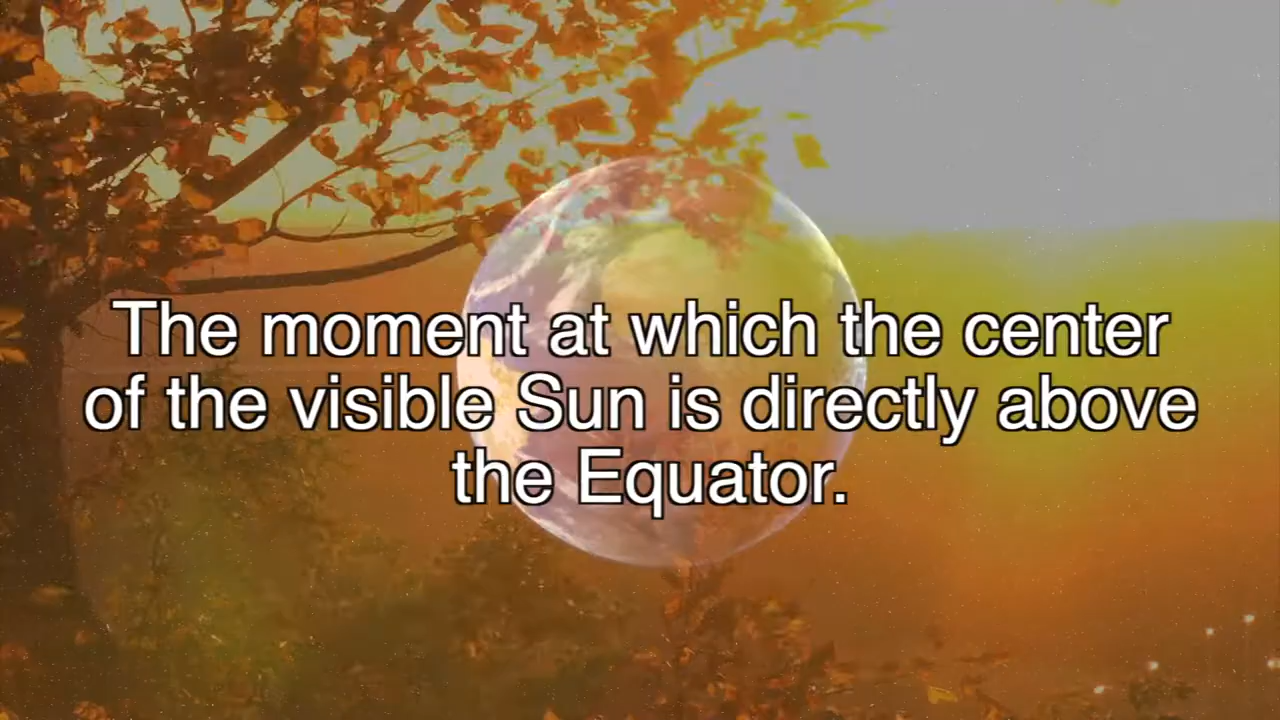 The moment at which the center
of the visible Sun is directly above
the Equator.